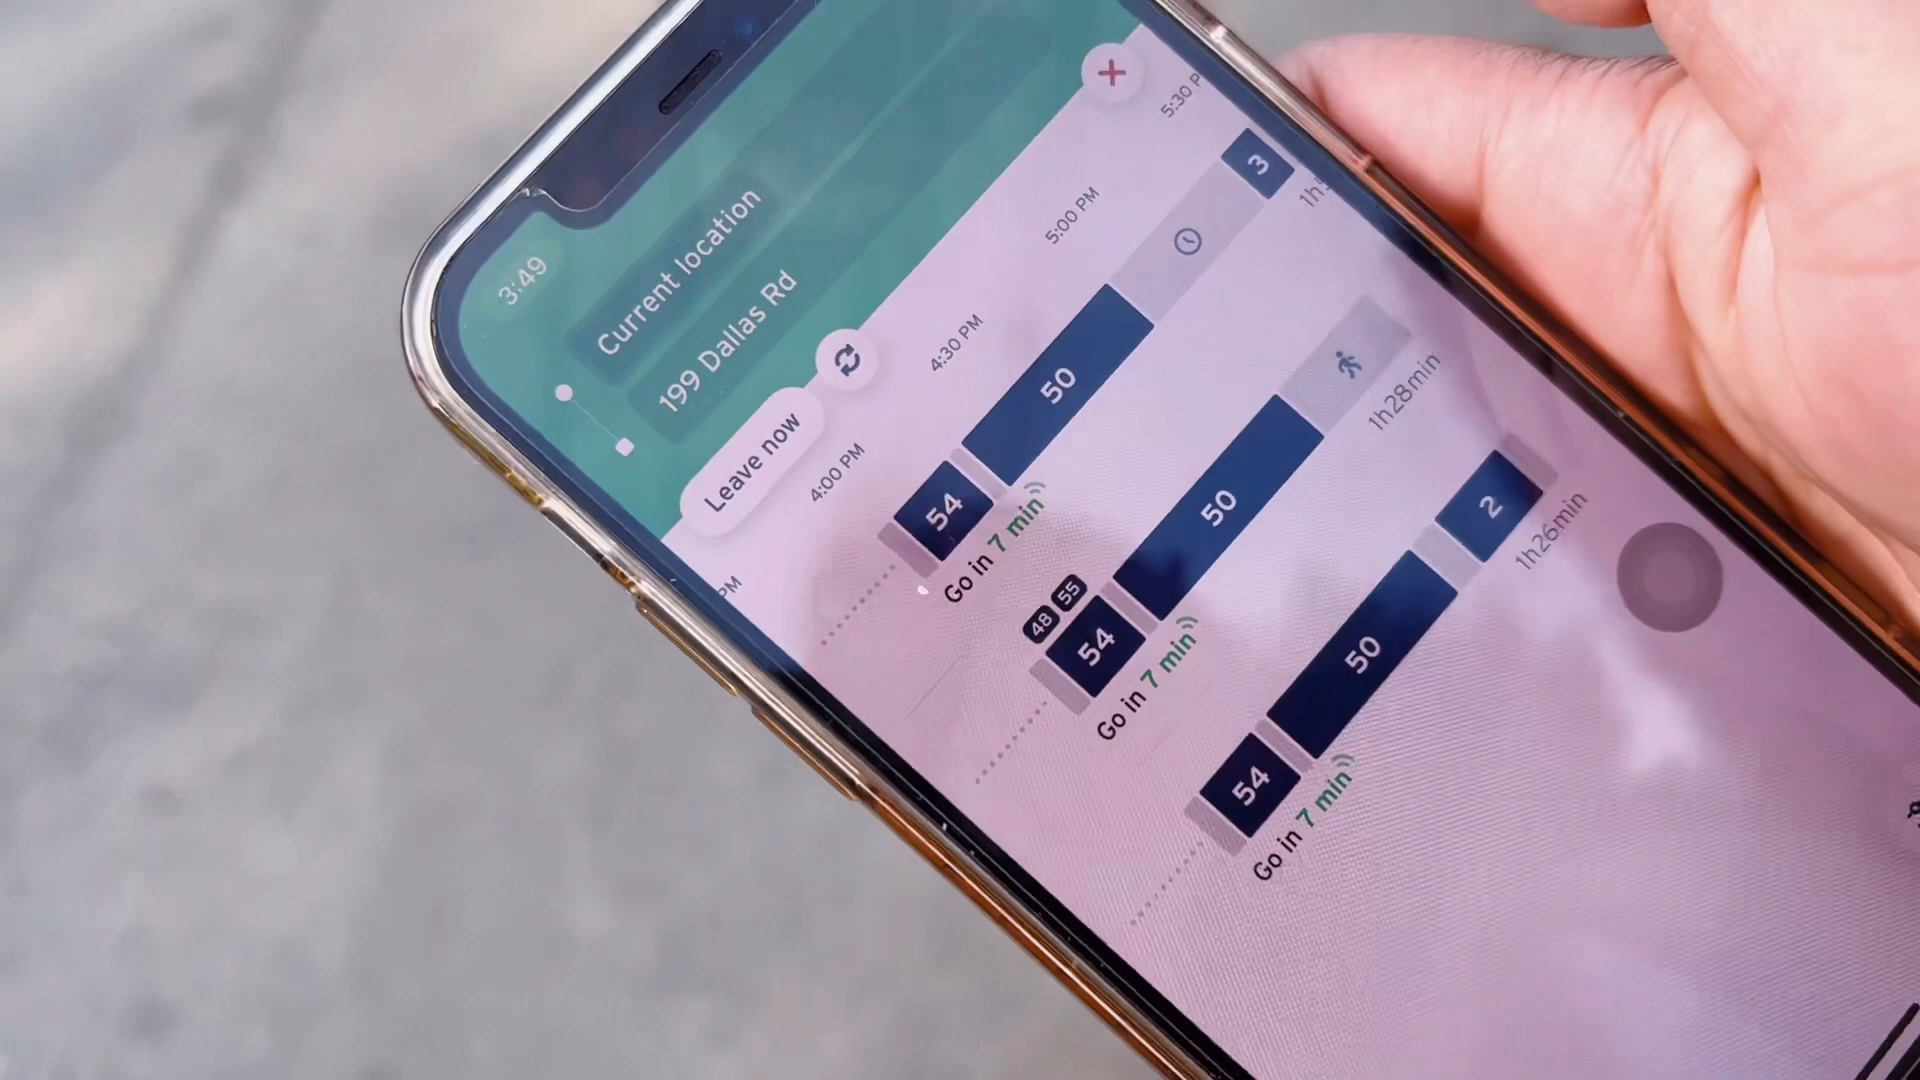 3:49
Current location
199 Dallas Rd
Leave now
PM
4:00 PM
4:30 PM
5:00 PM
5:30 P
54
50
3
Go in 7 min
48 55
54
50
1h28min
Go in 7 min
54
50
2
1h26min
Go in 7 min